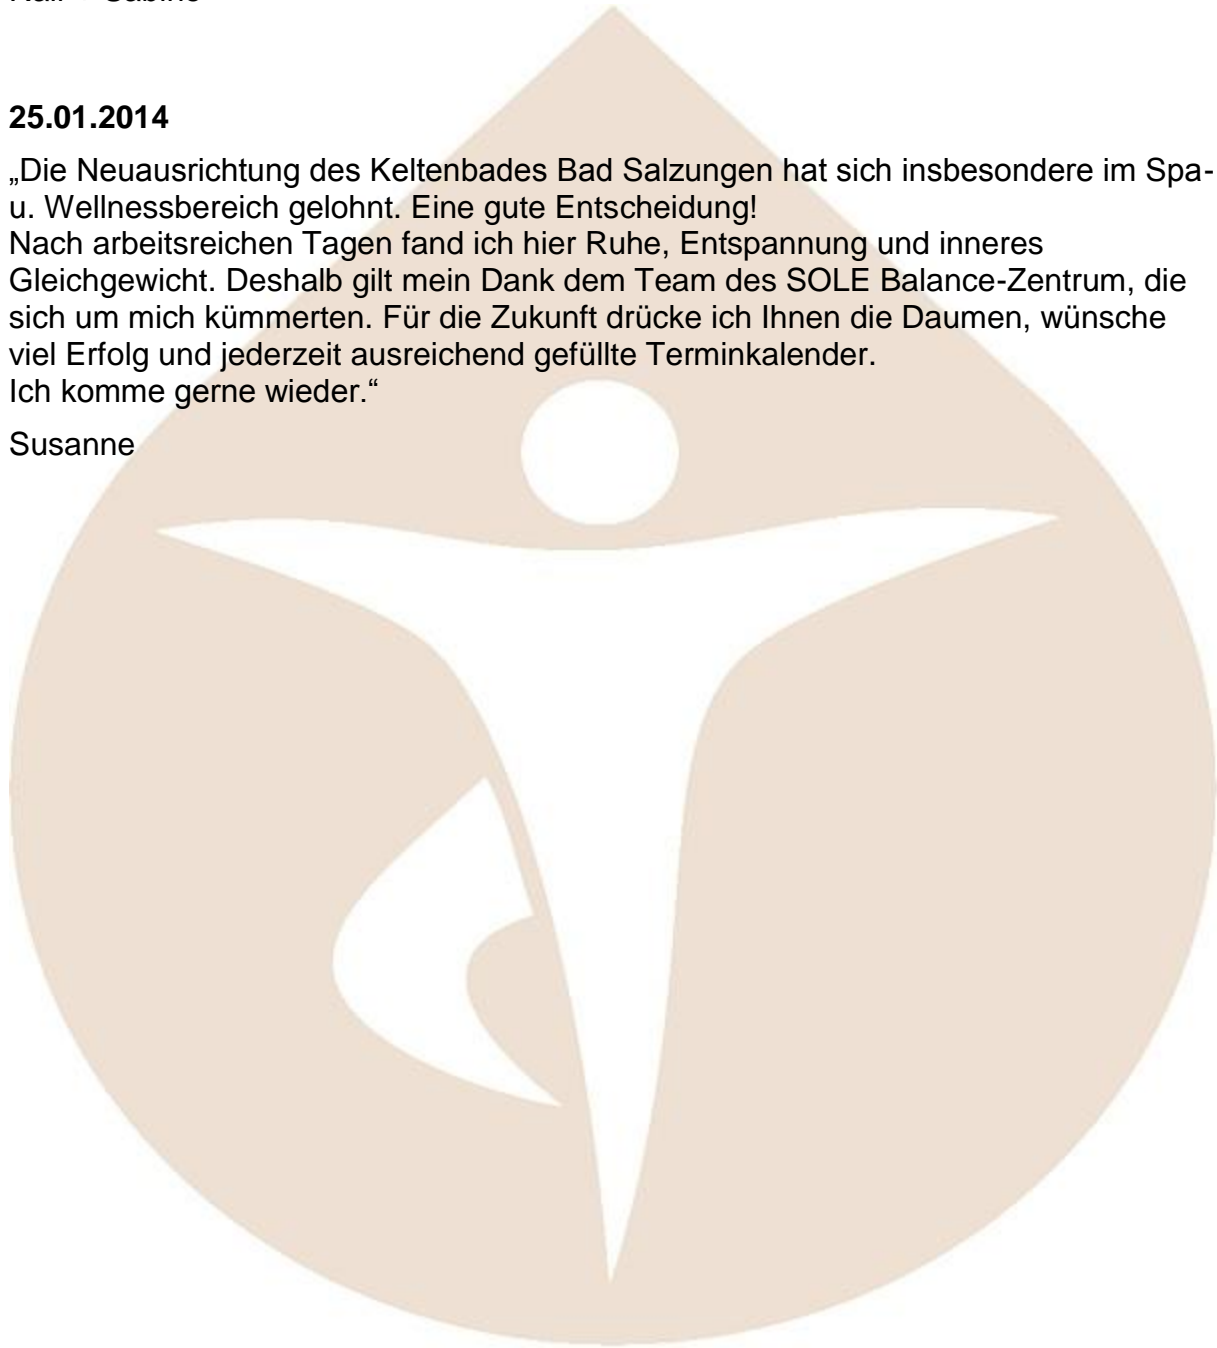 25.01.2014
„Die Neuausrichtung des Keltenbades Bad Salzungen hat sich insbesondere im Spa-
u. Wellnessbereich gelohnt. Eine gute Entscheidung!
Nach arbeitsreichen Tagen fand ich hier Ruhe, Entspannung und inneres
Gleichgewicht. Deshalb gilt mein Dank dem Team des SOLE Balance-Zentrum, die
sich um mich kümmerten. Für die Zukunft drücke ich Ihnen die Daumen, wünsche
viel Erfolg und jederzeit ausreichend gefüllte Terminkalender.
Ich komme gerne wieder.“
Susanne